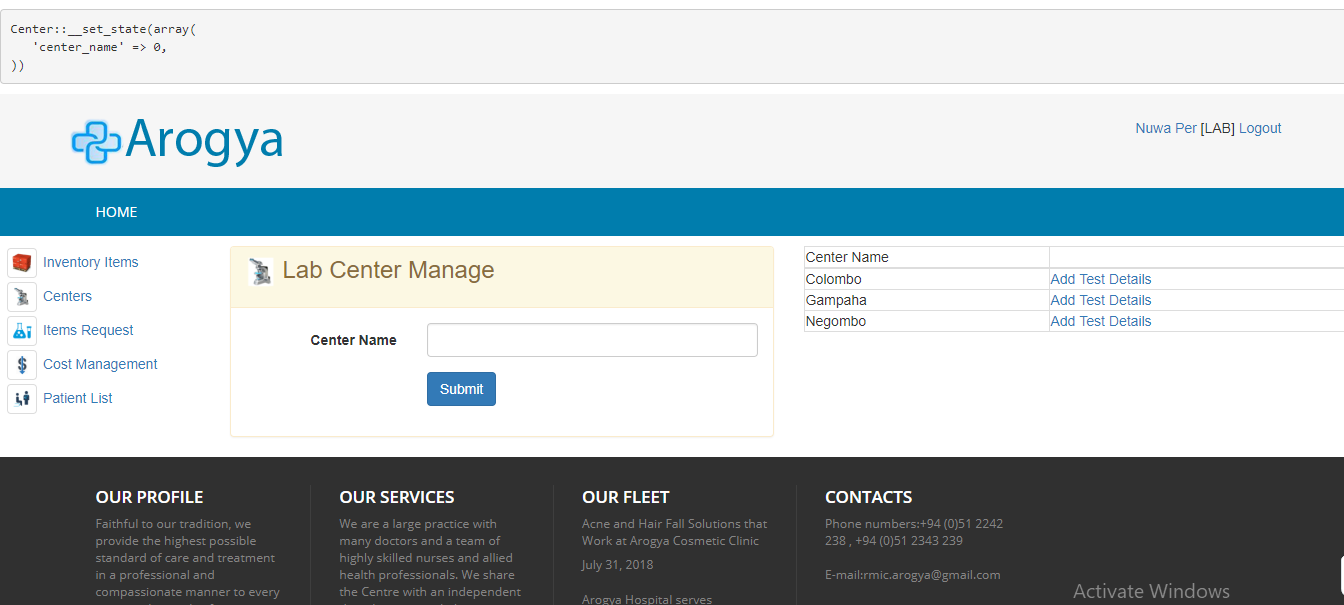 Center::__set_state(array(
'center_name' => 0,
))
Arogya
Nuwa Per [LAB] Logout
HOME
Inventory Items
Centers
Items Request
Cost Management
Patient List
Lab Center Manage
Center Name
Submit
Center Name
Colombo Add Test Details
Gampaha Add Test Details
Negombo Add Test Details
OUR PROFILE
Faithful to our tradition, we
provide the highest possible
standard of care and treatment
in a professional and
compassionate manner to every
OUR SERVICES
We are a large practice with
many doctors and a team of
highly skilled nurses and allied
health professionals. We share
the Centre with an independent
OUR FLEET
Acne and Hair Fall Solutions that
Work at Arogya Cosmetic Clinic
July 31, 2018
Arogya Hospital serves
CONTACTS
Phone numbers:+94 (0)51 2242
238 , +94 (0)51 2343 239
E-mail:rmic.arogya@gmail.com
Activate Windows